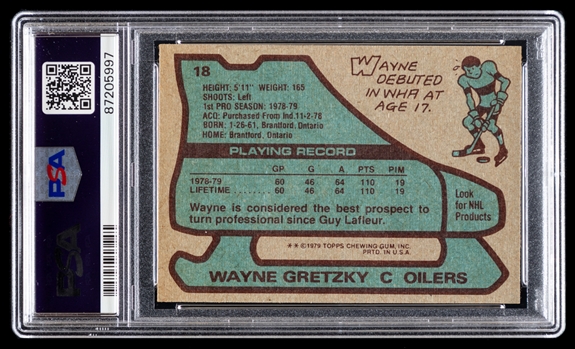 87205997
PSA
PSA
18
HEIGHT: 5'11" WEIGHT: 165
SHOOTS: Left
1st PRO SEASON: 1978-79
ACQ: Purchased From Ind. 11-2-78
BORN: 1-26-61, Brantford, Ontario
HOME: Brantford, Ontario
WAYNE
DEBUTED
IN WHA AT
AGE 17.
PLAYING RECORD
GP G A PTS PIM
1978-79 60 46 64 110 19
LIFETIME 60 46 64 110 19
Wayne is considered the best prospect to
turn professional since Guy Lafleur.
Look
for NHL
Products
**©1979 TOPPS CHEWING GUM, INC.
PRTD. IN U.S.A.
WAYNE GRETZKY C OILERS